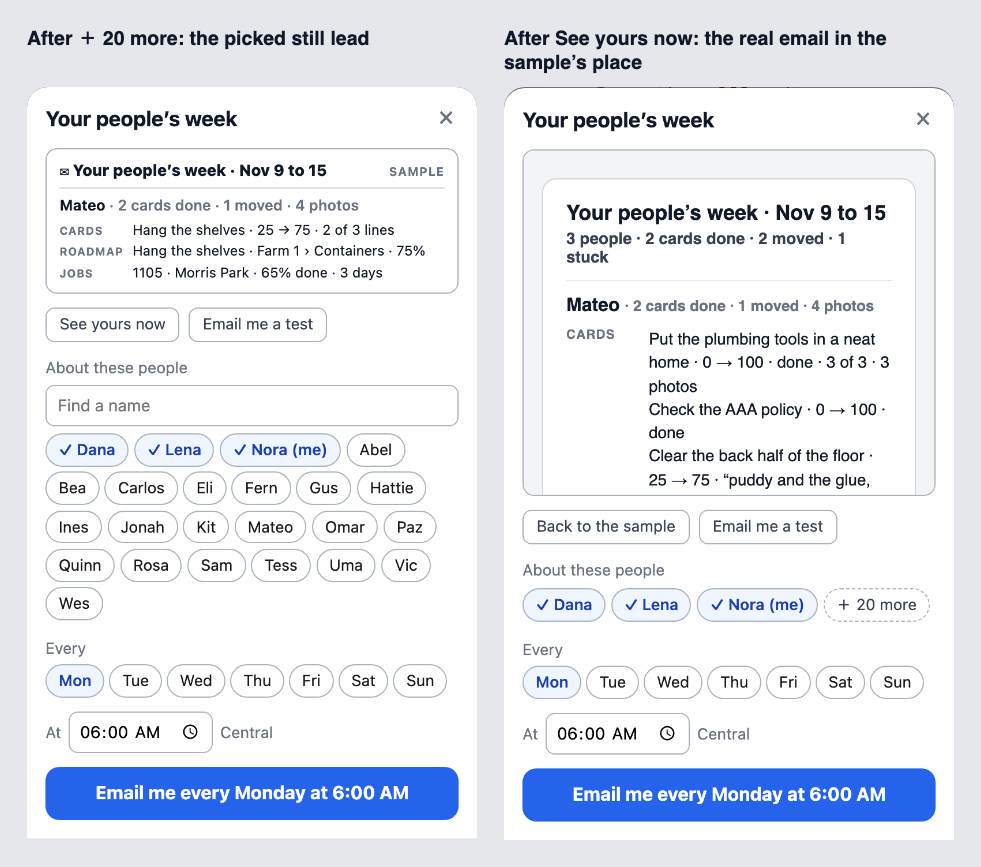 After + 20 more: the picked still lead
Your people’s week
×
✉ Your people’s week · Nov 9 to 15 SAMPLE
Mateo · 2 cards done · 1 moved · 4 photos
CARDS Hang the shelves · 25 → 75 · 2 of 3 lines
ROADMAP Hang the shelves · Farm 1 › Containers · 75%
JOBS 1105 · Morris Park · 65% done · 3 days
See yours now Email me a test
About these people
Find a name
✓ Dana ✓ Lena ✓ Nora (me) Abel
Bea Carlos Eli Fern Gus Hattie
Ines Jonah Kit Mateo Omar Paz
Quinn Rosa Sam Tess Uma Vic
Wes
Every
Mon Tue Wed Thu Fri Sat Sun
At 06:00 AM Central
Email me every Monday at 6:00 AM
After See yours now: the real email in the
sample’s place
Your people’s week
×
Your people’s week · Nov 9 to 15
3 people · 2 cards done · 2 moved · 1
stuck
Mateo · 2 cards done · 1 moved · 4 photos
CARDS Put the plumbing tools in a neat
home · 0 → 100 · done · 3 of 3 · 3
photos
Check the AAA policy · 0 → 100 ·
done
Clear the back half of the floor ·
25 → 75 · “puddy and the glue,
Back to the sample Email me a test
About these people
✓ Dana ✓ Lena ✓ Nora (me) + 20 more
Every
Mon Tue Wed Thu Fri Sat Sun
At 06:00 AM Central
Email me every Monday at 6:00 AM